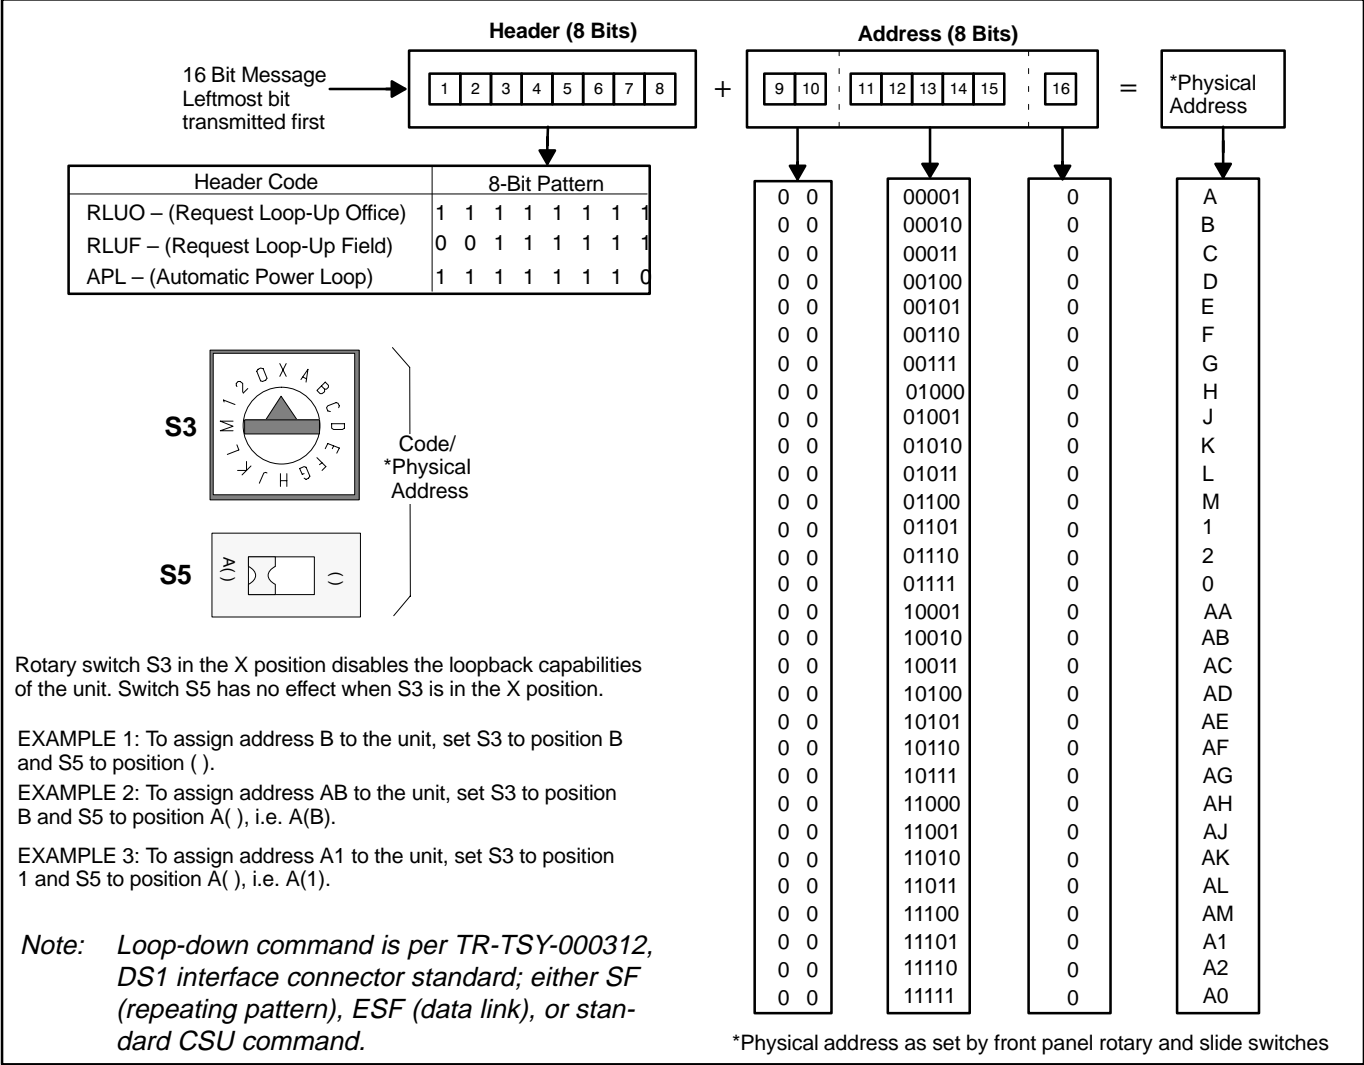 Header (8 Bits)
Address (8 Bits)
16 Bit Message
Leftmost bit
transmitted first
1 2 3 4 5 6 7 8 + 9 10 11 12 13 14 15 16 = *Physical
Address
Header Code 8-Bit Pattern
RLUO – (Request Loop-Up Office) 1 1 1 1 1 1 1 1
RLUF – (Request Loop-Up Field) 0 0 1 1 1 1 1 1
APL – (Automatic Power Loop) 1 1 1 1 1 1 1 0
0 0 00001 0 A
0 0 00010 0 B
0 0 00011 0 C
0 0 00100 0 D
0 0 00101 0 E
0 0 00110 0 F
0 0 00111 0 G
0 0 01000 0 H
0 0 01001 0 J
0 0 01010 0 K
0 0 01011 0 L
0 0 01100 0 M
0 0 01101 0 1
0 0 01110 0 2
0 0 01111 0 0
0 0 10001 0 AA
0 0 10010 0 AB
0 0 10011 0 AC
0 0 10100 0 AD
0 0 10101 0 AE
0 0 10110 0 AF
0 0 10111 0 AG
0 0 11000 0 AH
0 0 11001 0 AJ
0 0 11010 0 AK
0 0 11011 0 AL
0 0 11100 0 AM
0 0 11101 0 A1
0 0 11110 0 A2
0 0 11111 0 A0
S3
X A B C D E F G H J K L M 1 2 0
Code/
*Physical
Address
S5
A() ()
Rotary switch S3 in the X position disables the loopback capabilities
of the unit. Switch S5 has no effect when S3 is in the X position.
EXAMPLE 1: To assign address B to the unit, set S3 to position B
and S5 to position ( ).
EXAMPLE 2: To assign address AB to the unit, set S3 to position
B and S5 to position A( ), i.e. A(B).
EXAMPLE 3: To assign address A1 to the unit, set S3 to position
1 and S5 to position A( ), i.e. A(1).
Note: Loop-down command is per TR-TSY-000312,
DS1 interface connector standard; either SF
(repeating pattern), ESF (data link), or stan-
dard CSU command.
*Physical address as set by front panel rotary and slide switches